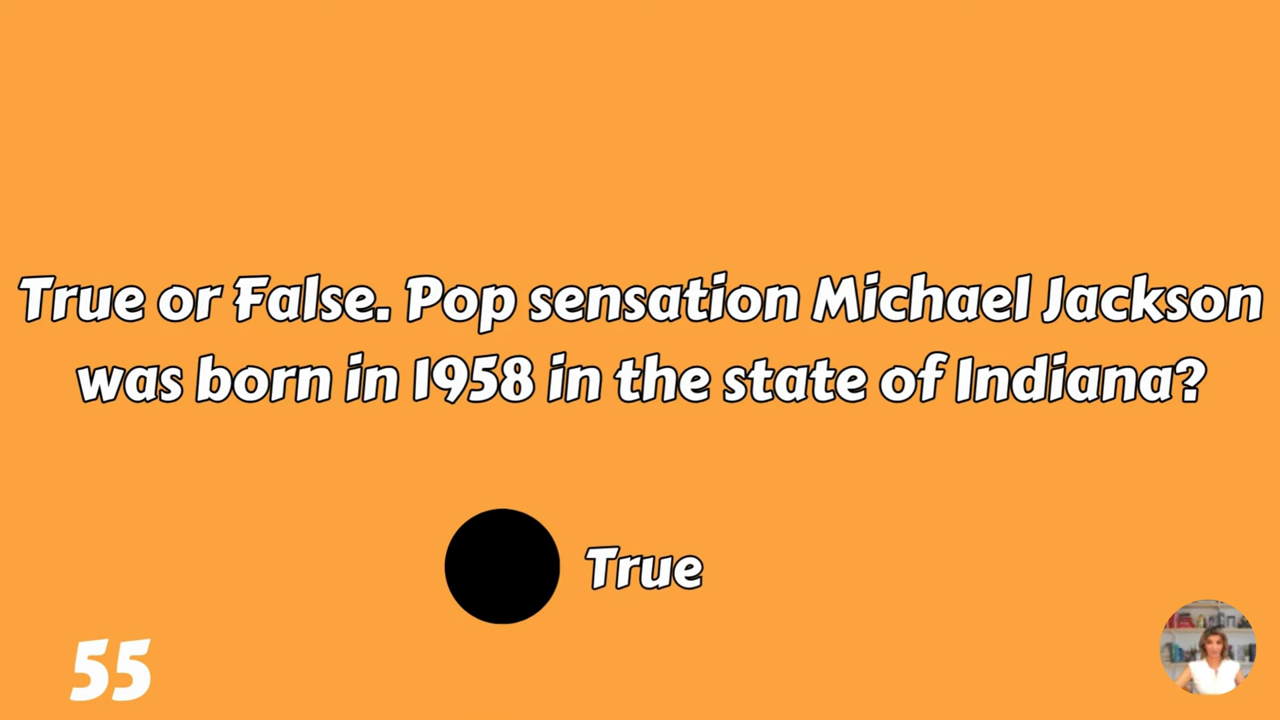 True or False. Pop sensation Michael Jackson
was born in 1958 in the state of Indiana?
True
55